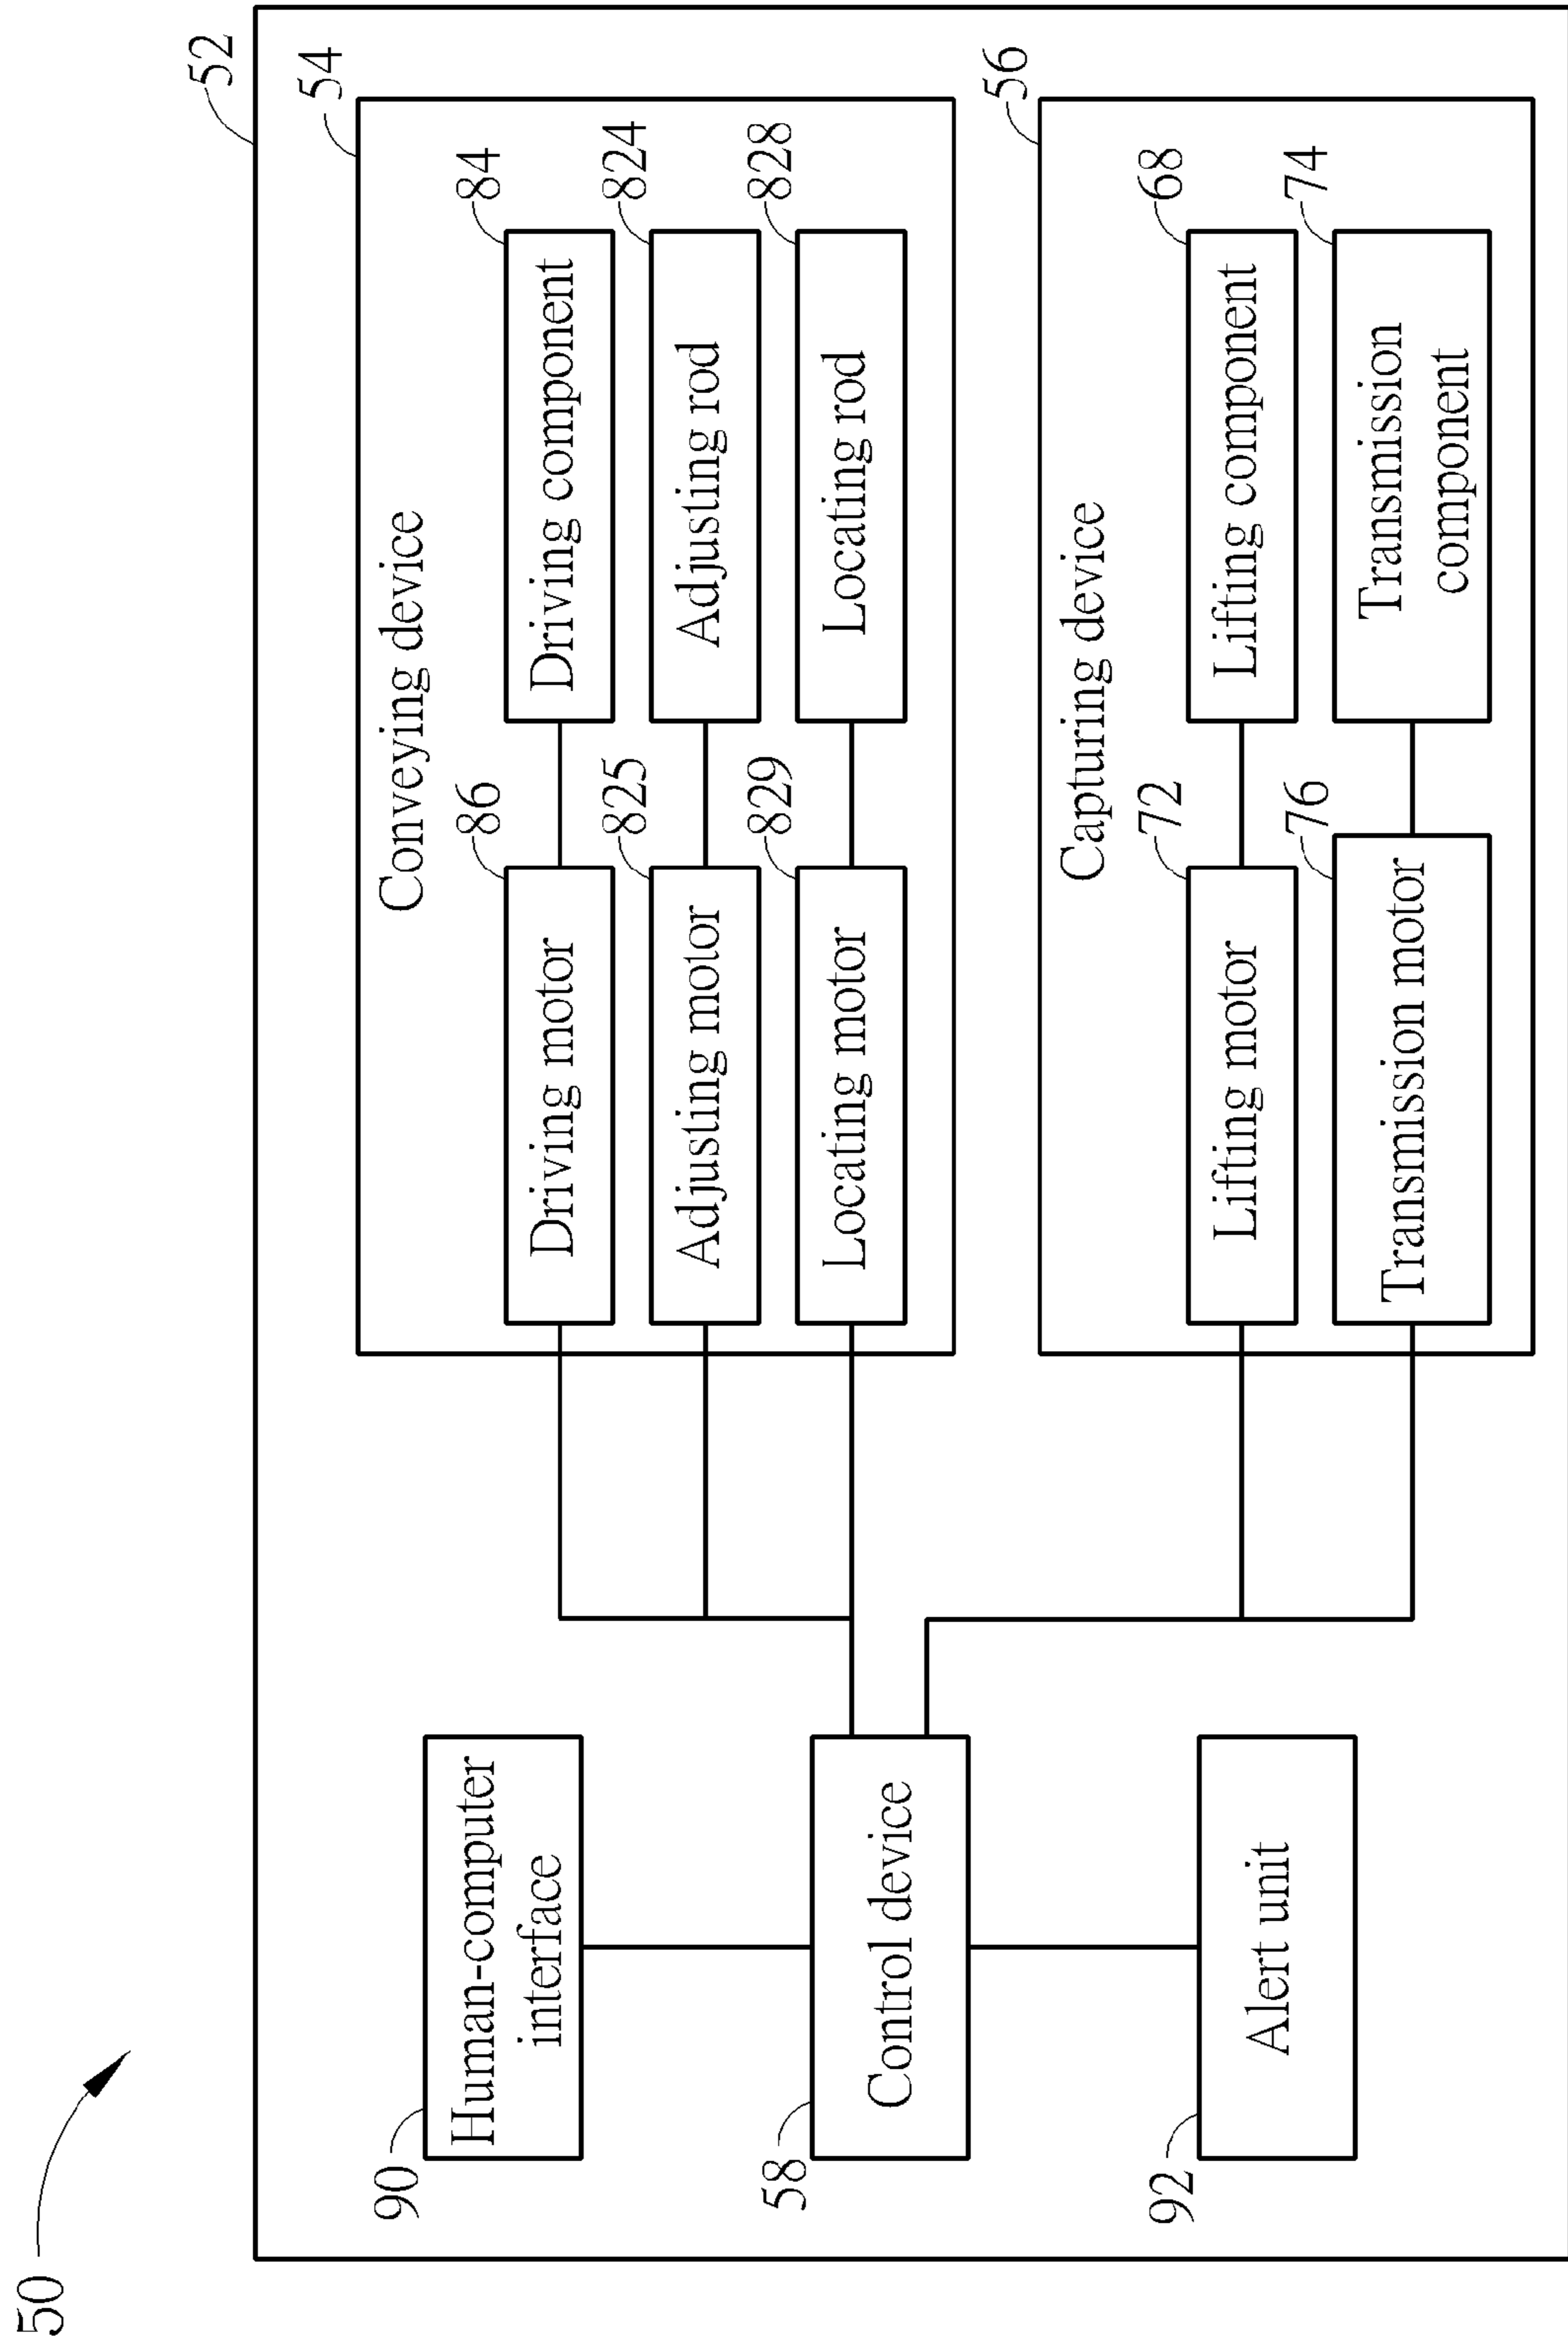 50
52
54
Conveying device
90
Human-computer
interface
86
Driving motor
84
Driving component
825
Adjusting motor
824
Adjusting rod
829
Locating motor
828
Locating rod
58
Control device
56
Capturing device
72
Lifting motor
68
Lifting component
92
Alert unit
76
Transmission motor
74
Transmission
component